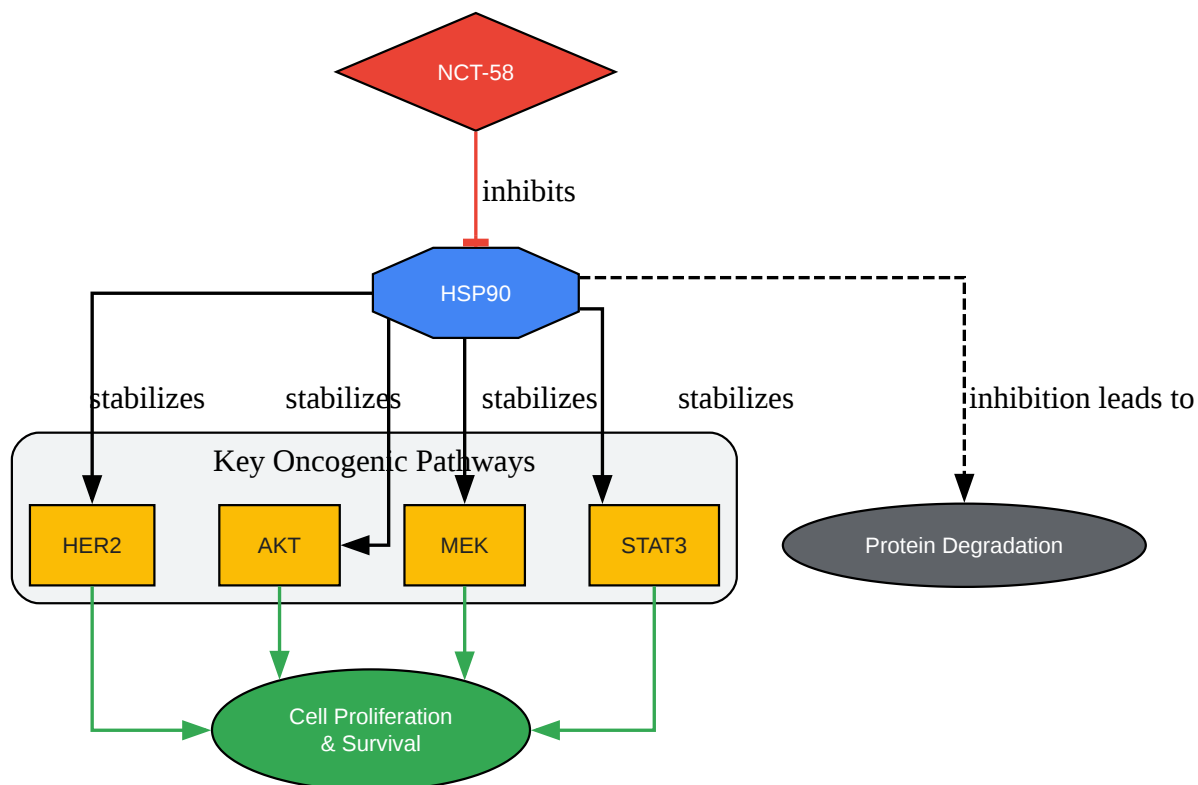 NCT-58
inhibits
HSP90
stabilizes
stabilizes
stabilizes
stabilizes
inhibition leads to
Key Oncogenic Pathways
HER2
AKT
MEK
STAT3
Protein Degradation
Cell Proliferation
& Survival